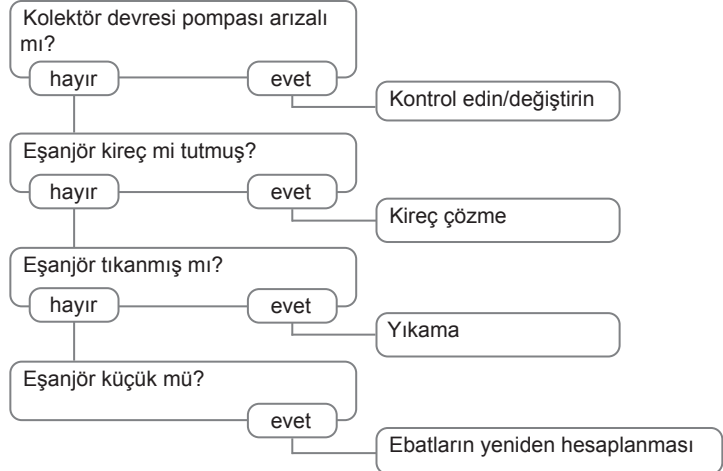 Kolektör devresi pompası arızalı
mı?
hayır
evet
Kontrol edin/değiştirin
Eşanjör kireç mi tutmuş?
hayır
evet
Kireç çözme
Eşanjör tıkanmış mı?
hayır
evet
Yıkama
Eşanjör küçük mü?
evet
Ebatların yeniden hesaplanması